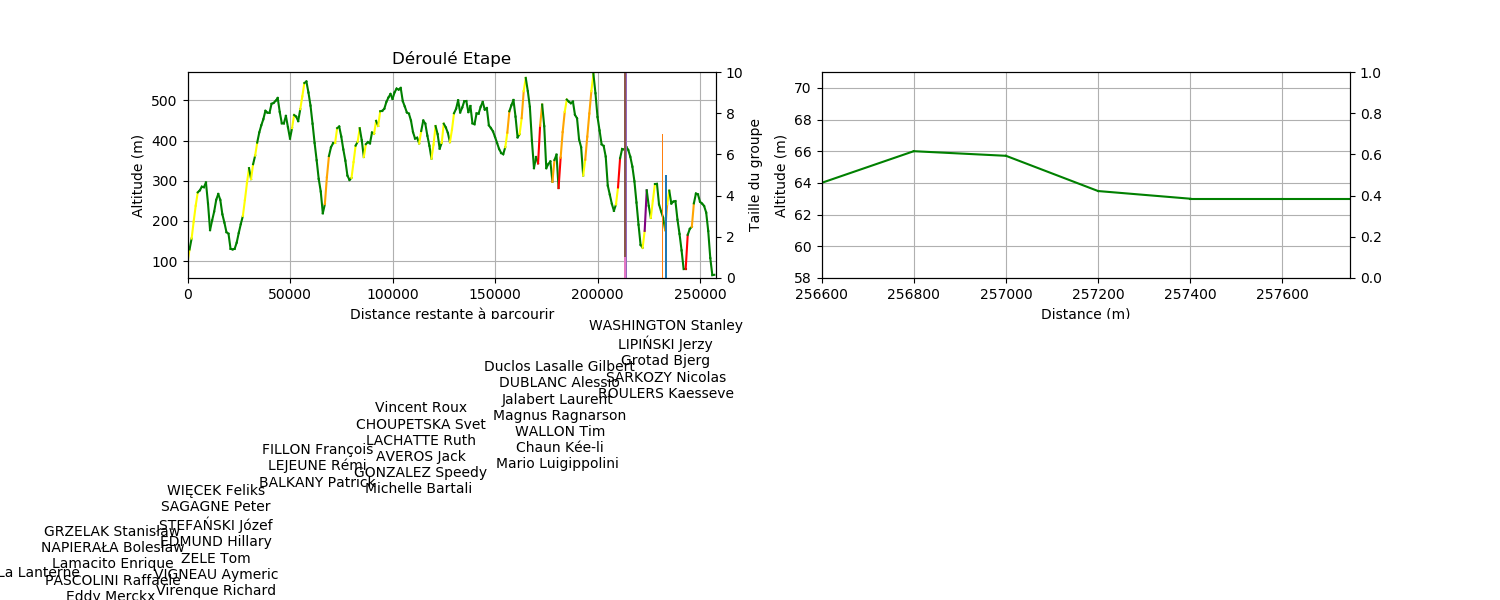 Déroulé Etape
500
400
300
200
100
Altitude (m)
10
8
6
4
2
0
Taille du groupe
0
50000
100000
150000
200000
250000
Distance restante à parcourir
70
68
66
64
62
60
58
Altitude (m)
1.0
0.8
0.6
0.4
0.2
0.0
256600
256800
257000
257200
257400
257600
Distance (m)
WASHINGTON Stanley
LIPIŃSKI Jerzy
Grotad Bjerg
SARKOZY Nicolas
ROULERS Kaesseve
Duclos Lasalle Gilbert
DUBLANC Alessio
Jalabert Laurent
Magnus Ragnarson
WALLON Tim
Chaun Kée-li
Mario Luigippolini
Vincent Roux
CHOUPETSKA Svet
LACHATTE Ruth
AVEROS Jack
GONZALEZ Speedy
Michelle Bartali
FILLON François
LEJEUNE Rémi
BALKANY Patrick
WIĘCEK Feliks
SAGAGNE Peter
STEFAŃSKI Józef
EDMUND Hillary
ZELE Tom
VIGNEAU Aymeric
Virenque Richard
GRZELAK Stanisław
NAPIERAŁA Bolesław
Lamacito Enrique
PASCOLINI Raffaele
Eddy Merckx
La Lanterne